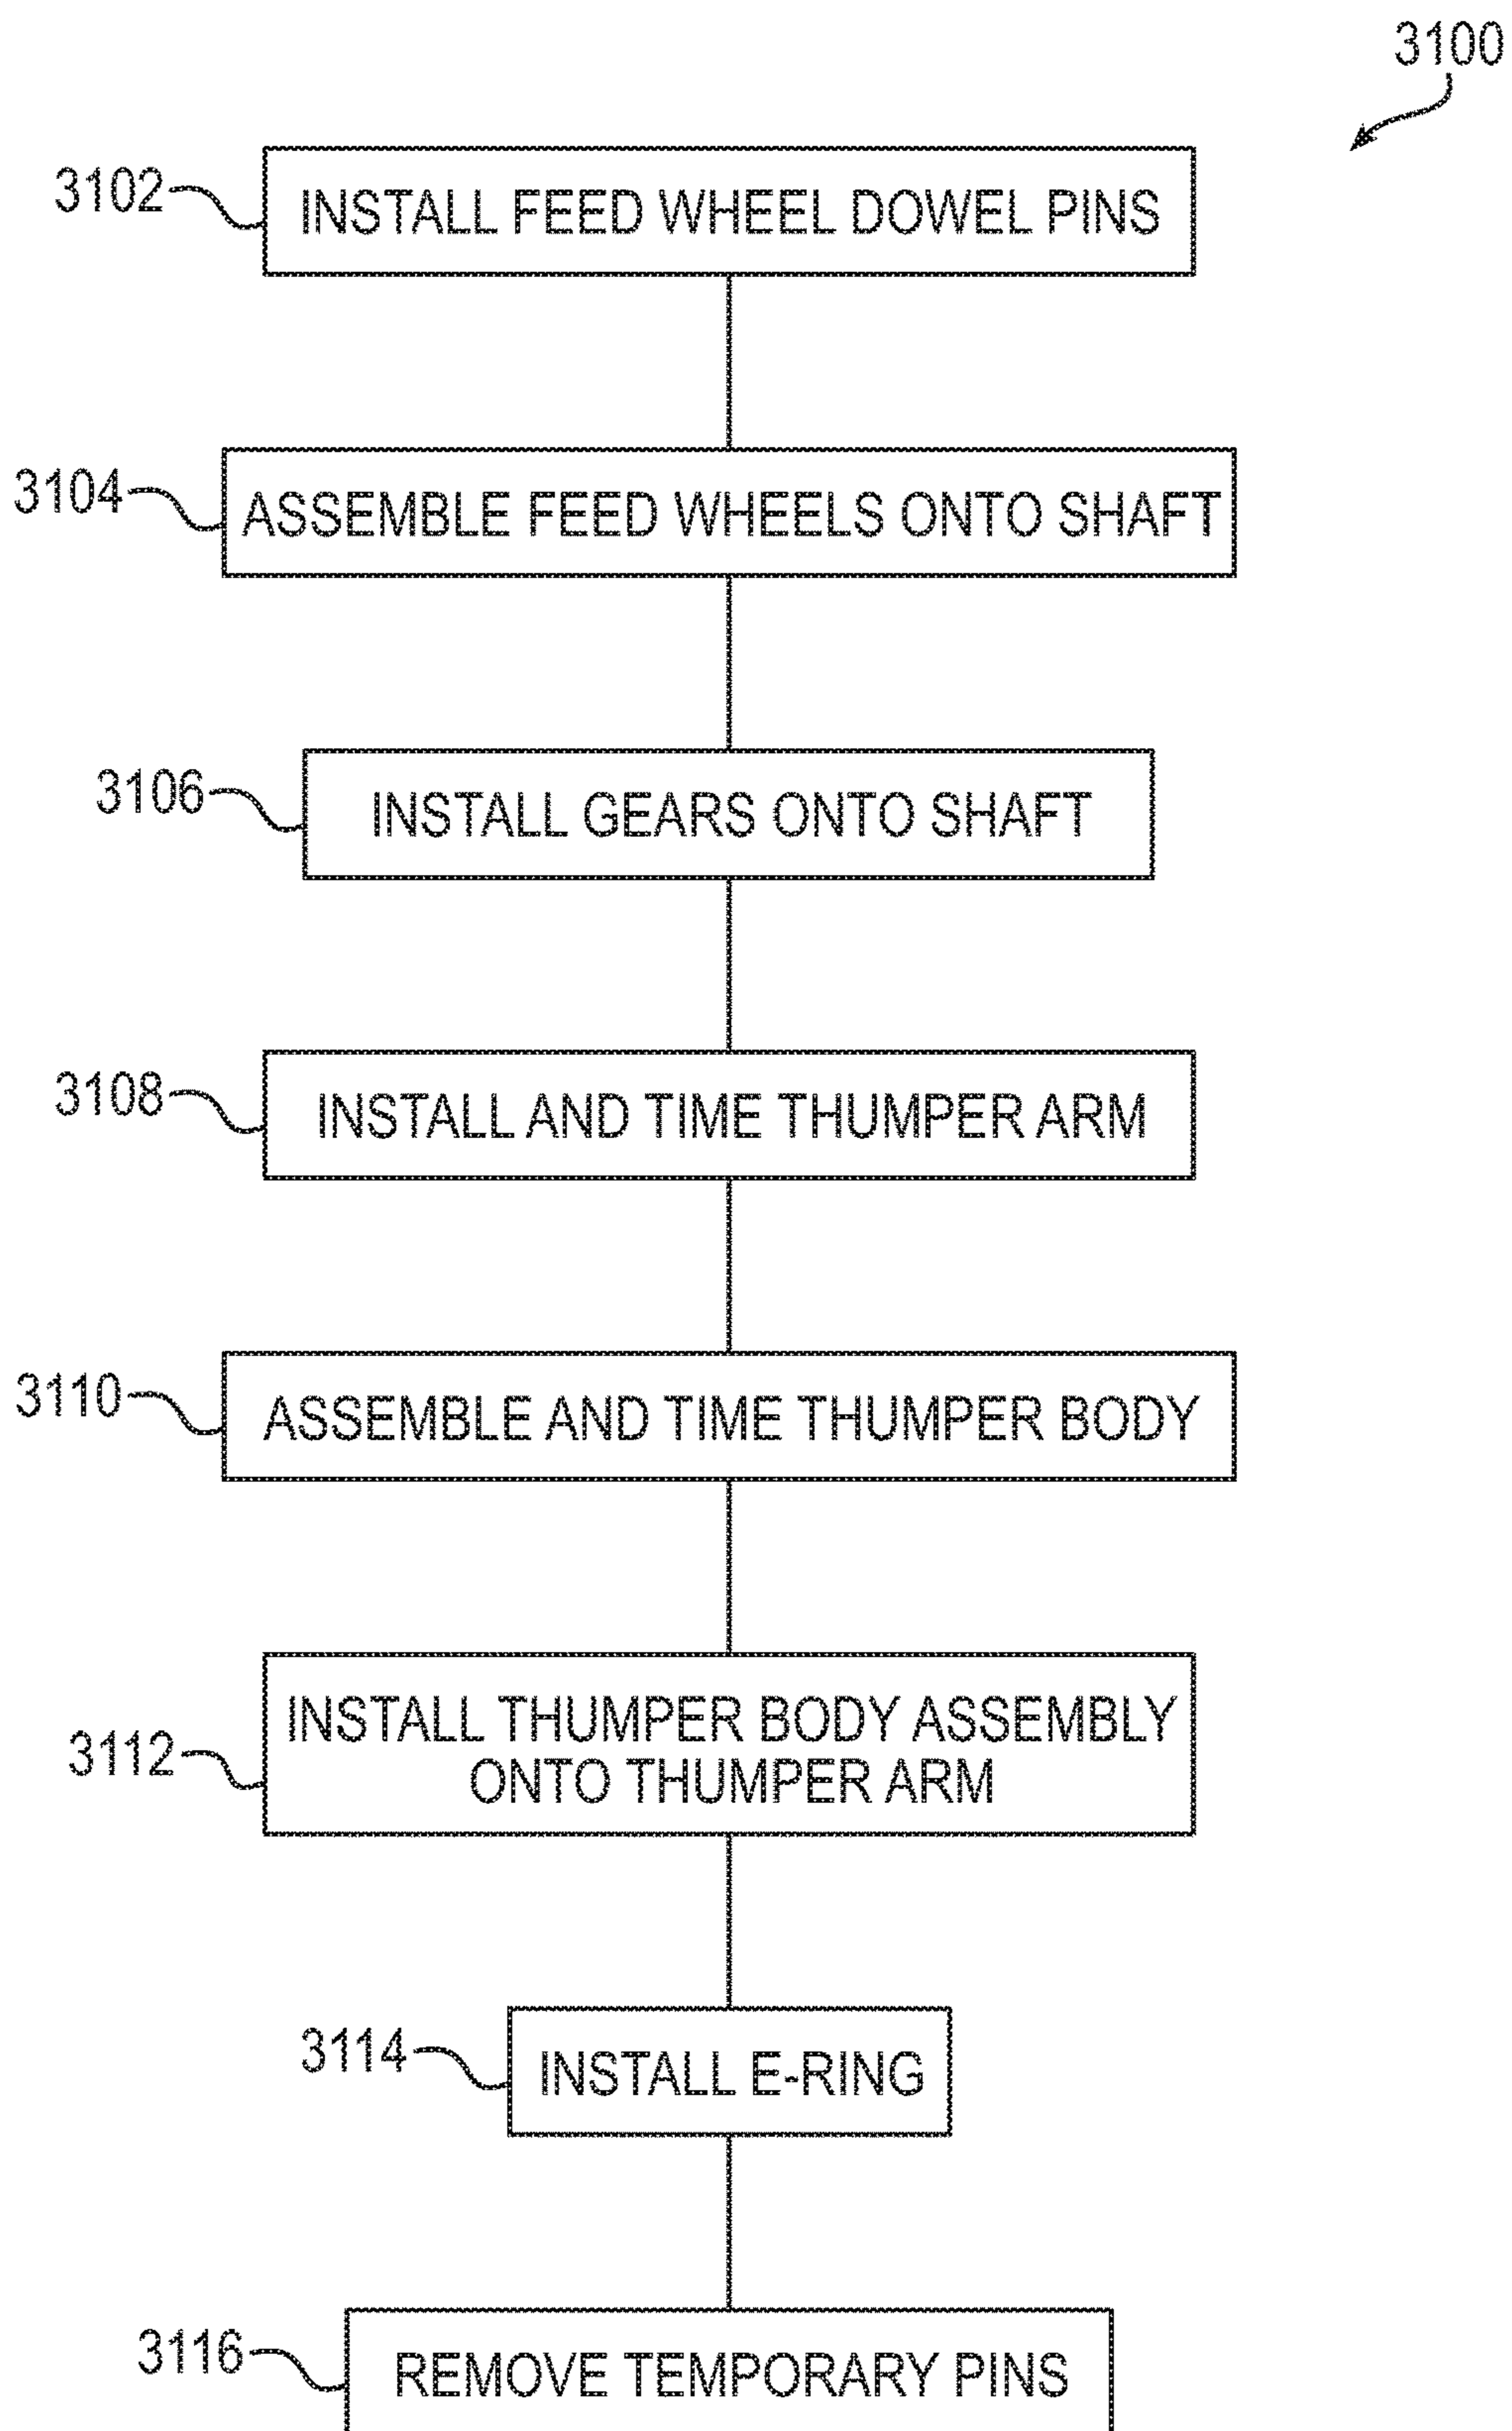 3100
3102
INSTALL FEED WHEEL DOWEL PINS
3104
ASSEMBLE FEED WHEELS ONTO SHAFT
3106
INSTALL GEARS ONTO SHAFT
3108
INSTALL AND TIME THUMPER ARM
3110
ASSEMBLE AND TIME THUMPER BODY
3112
INSTALL THUMPER BODY ASSEMBLY
ONTO THUMPER ARM
3114
INSTALL E-RING
3116
REMOVE TEMPORARY PINS